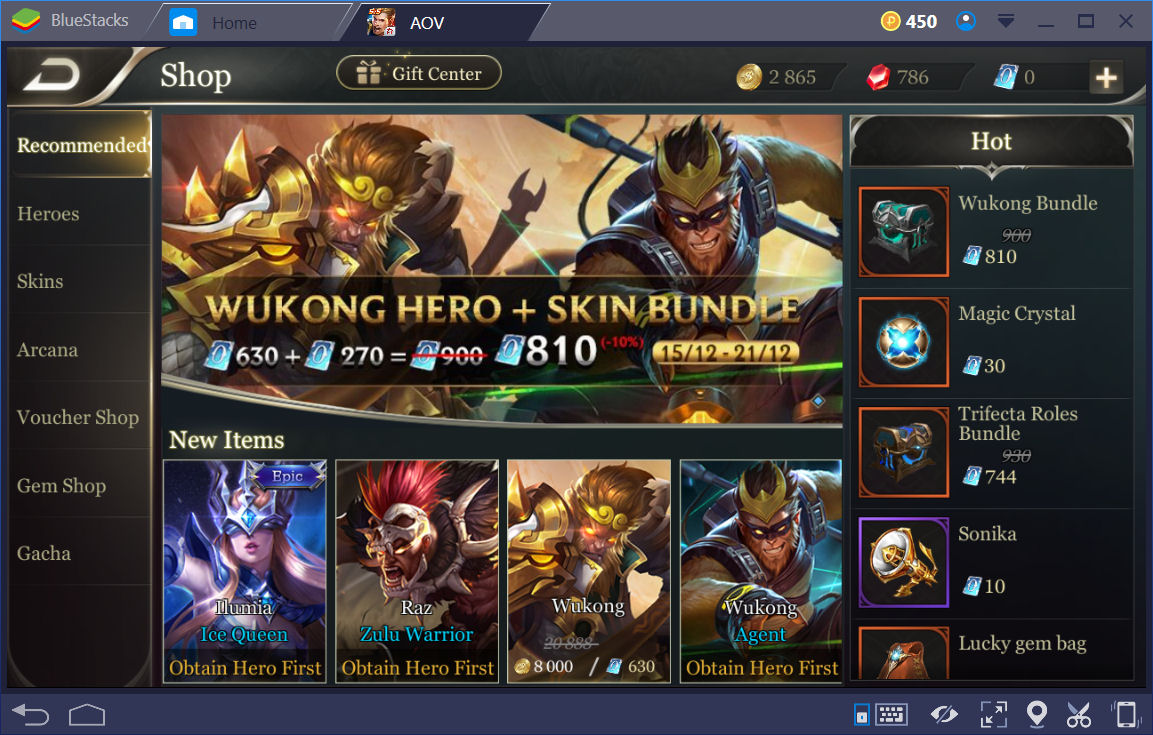 BlueStacks
Home
AOV
450
Shop
Gift Center
2 865
786
0
Recommended
Heroes
Skins
Arcana
Voucher Shop
Gem Shop
Gacha
WUKONG HERO + SKIN BUNDLE
630 + 270 = 900 810 (-10%) 15/12 - 21/12
New Items
Epic
Ilumia
Ice Queen
Obtain Hero First
Raz
Zulu Warrior
Obtain Hero First
Wukong
20 888
8 000 / 630
Wukong
Agent
Obtain Hero First
Hot
Wukong Bundle
900
810
Magic Crystal
30
Trifecta Roles
Bundle
930
744
Sonika
10
Lucky gem bag